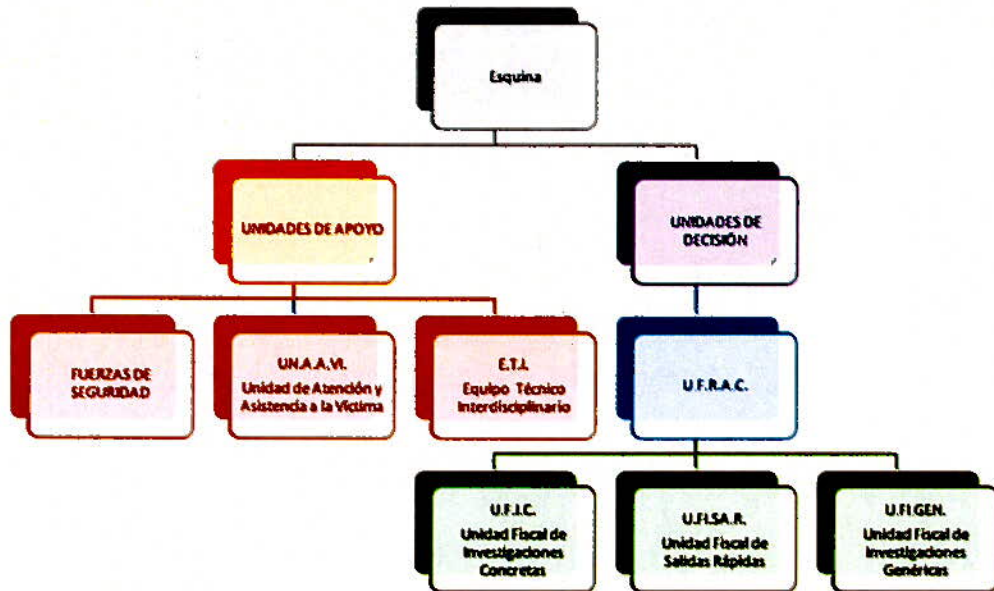 Esquina
UNIDADES DE APOYO
UNIDADES DE
DECISIÓN
FUERZAS DE
SEGURIDAD
UN.A.A.VI.
Unidad de Atención y
Asistencia a la Víctima
E.T.I.
Equipo Técnico
Interdisciplinario
U.F.R.A.C.
U.F.I.C.
Unidad Fiscal de
Investigaciones
Concretas
U.FI.SA.R.
Unidad Fiscal de
Salidas Rápidas
U.FI.GEN.
Unidad Fiscal de
Investigaciones
Genéricas